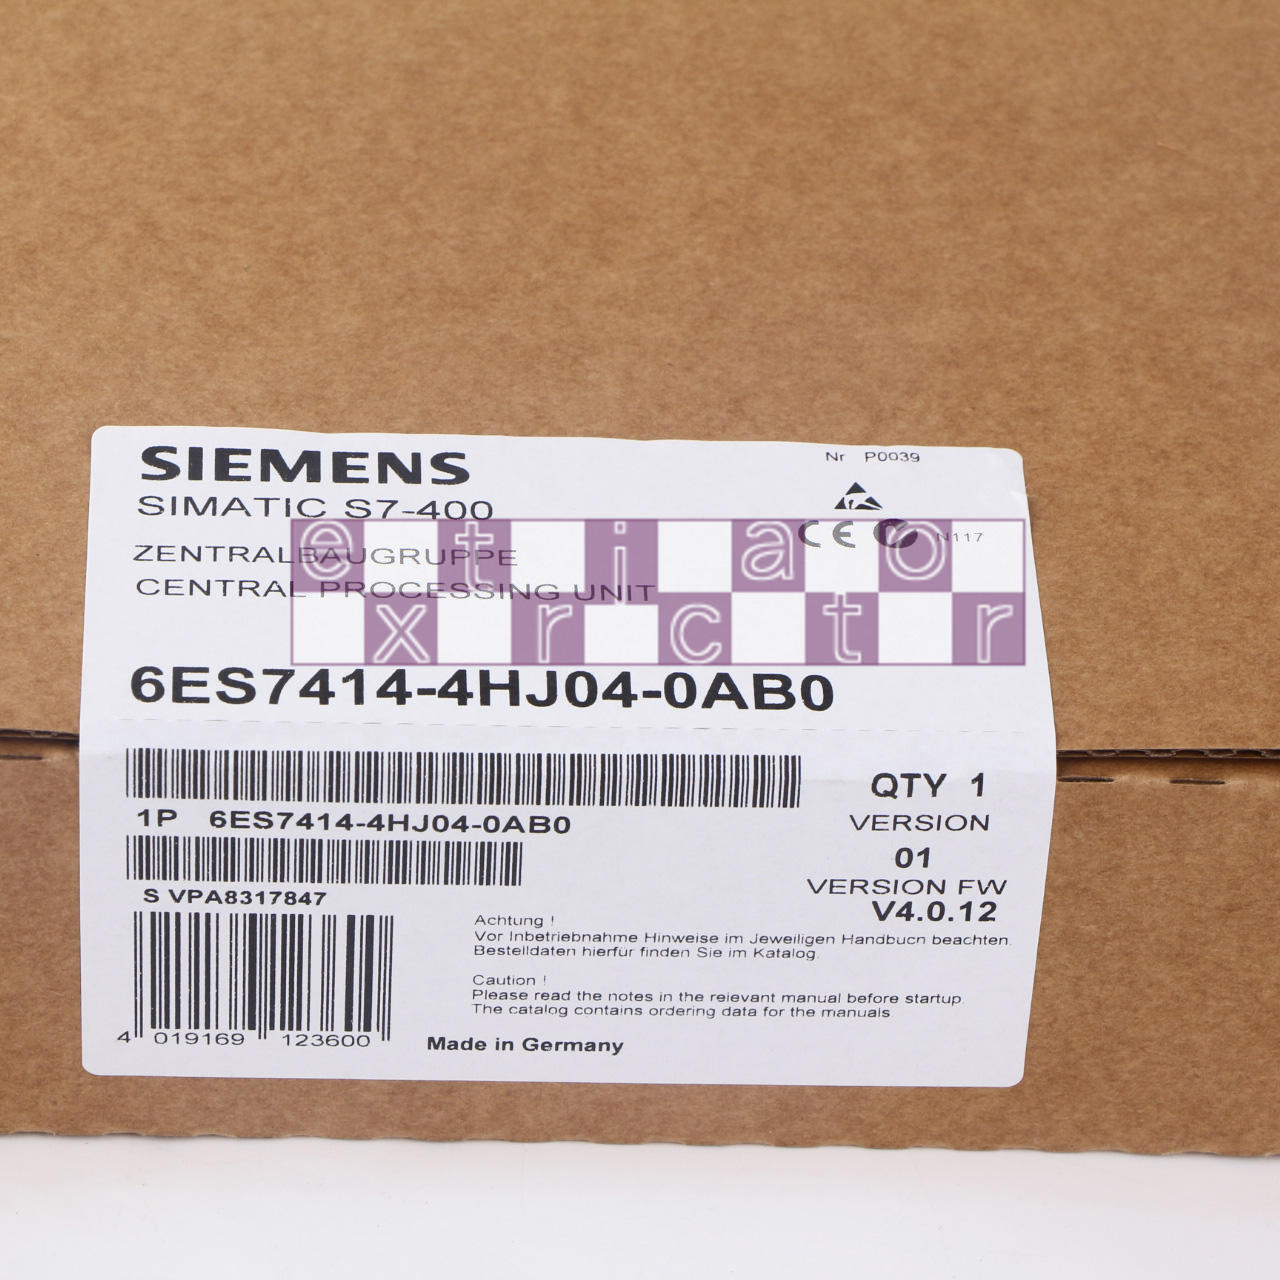 SIEMENS
Nr P0039
SIMATIC S7-400
CE N117
ZENTRALBAUGRUPPE
CENTRAL PROCESSING UNIT
e t i a o
x r c t r
6ES7414-4HJ04-0AB0
QTY 1
1P 6ES7414-4HJ04-0AB0
VERSION
01
VERSION FW
V4.0.12
S VPA8317847
Achtung !
Vor Inbetriebnahme Hinweise im Jeweiligen Handbuch beachten.
Bestelldaten hierfür finden Sie im Katalog.
Caution !
Please read the notes in the relevant manual before startup.
The catalog contains ordering data for the manuals.
4 019169 123600
Made in Germany